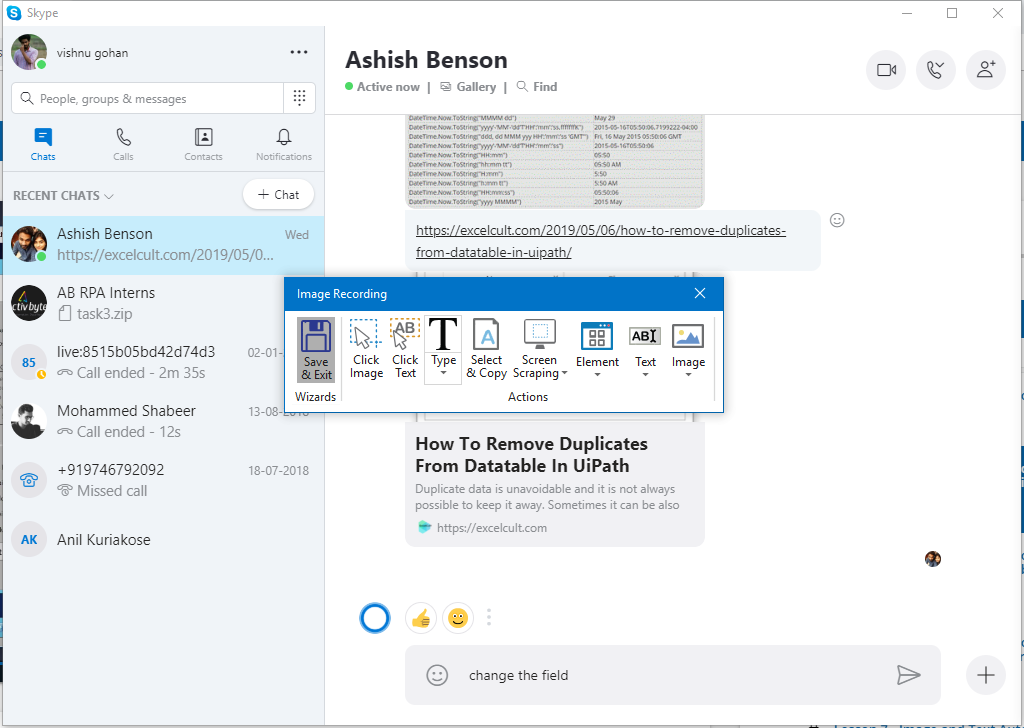 Skype
vishnu gohan
People, groups & messages
Chats
Calls
Contacts
Notifications
RECENT CHATS
+ Chat
Ashish Benson
Wed
https://excelcult.com/2019/05/0...
AB RPA Interns
task3.zip
85
live:8515b05bd42d74d3
02-01-
Call ended - 2m 35s
Mohammed Shabeer
13-08-2018
Call ended - 12s
+919746792092
18-07-2018
Missed call
AK
Anil Kuriakose
Ashish Benson
Active now | Gallery | Find
DateTime.Now.ToString("MMMM dd") May 29
DateTime.Now.ToString("yyyy'-'MM'-'dd'T'HH':'mm':'ss.fffffffK") 2015-05-16T05:50:06.7199222-04:00
DateTime.Now.ToString("ddd, dd MMM yyy HH':'mm':'ss 'GMT'") Fri, 16 May 2015 05:50:06 GMT
DateTime.Now.ToString("yyyy'-'MM'-'dd'T'HH':'mm':'ss") 2015-05-16T05:50:06
DateTime.Now.ToString("HH:mm") 05:50
DateTime.Now.ToString("hh:mm tt") 05:50 AM
DateTime.Now.ToString("H:mm") 5:50
DateTime.Now.ToString("h:mm tt") 5:50 AM
DateTime.Now.ToString("HH:mm:ss") 05:50:06
DateTime.Now.ToString("yyyy MMMM") 2015 May
https://excelcult.com/2019/05/06/how-to-remove-duplicates-
from-datatable-in-uipath/
Image Recording
Save
& Exit
Click
Image
AB
Click
Text
T
Type
A
Select
& Copy
Screen
Scraping
Element
AB
Text
Image
Wizards
Actions
How To Remove Duplicates
From Datatable In UiPath
Duplicate data is unavoidable and it is not always
possible to keep it away. Sometimes it can be also
https://excelcult.com
change the field